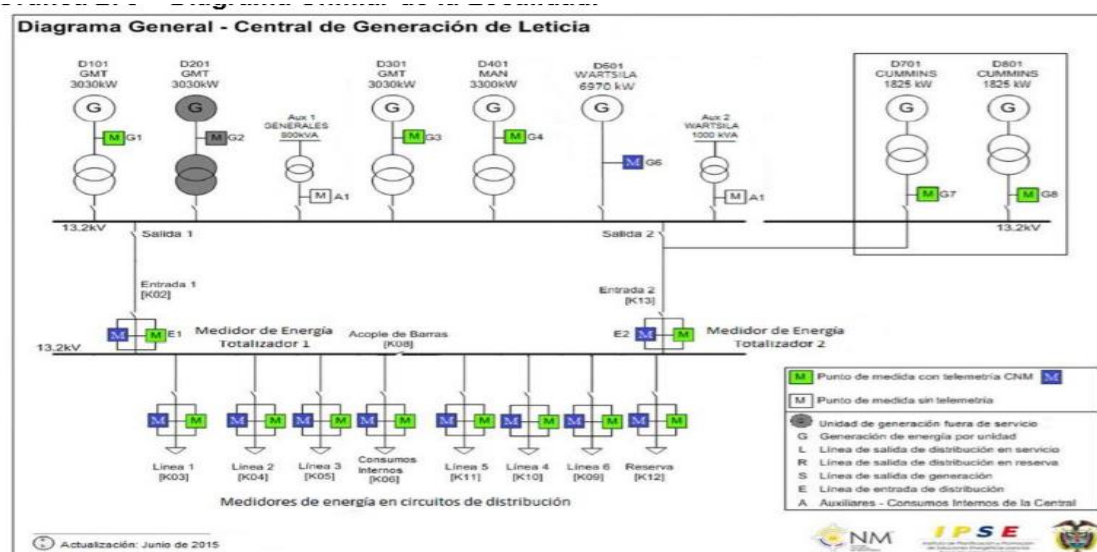 Diagrama General - Central de Generación de Leticia
D101
GMT
3030kW
D201
GMT
3030kW
D301
GMT
3030kW
D401
MAN
3300kW
D601
WARTSILA
6970 kW
D701
CUMMINS
1825 kW
D801
CUMMINS
1825 kW
Aux 1
GENERALES
800kVA
Aux 2
WARTSILA
1000 kVA
G
G
G
G
G
G
G
M G1
M G2
M G3
M G4
M G6
M A1
M A1
M G7
M G8
13.2kV
Salida 1
Salida 2
13.2kV
Entrada 1
[K02]
Entrada 2
[K13]
M M E1
Medidor de Energía
Totalizador 1
Acople de Barras
[K08]
E2 M M
Medidor de Energía
Totalizador 2
13.2kV
M M
M M
M M
M M
M M
M M
M M
M M
Línea 1
[K03]
Línea 2
[K04]
Línea 3
[K05]
Consumos
Internos
[K06]
Línea 5
[K11]
Línea 4
[K10]
Línea 6
[K09]
Reserva
[K12]
Medidores de energía en circuitos de distribución
M Punto de medida con telemetría CNM M
M Punto de medida sin telemetría
G Unidad de generación fuera de servicio
G Generación de energía por unidad
L Línea de salida de distribución en servicio
R Línea de salida de distribución en reserva
S Línea de salida de generación
E Línea de entrada de distribución
A Auxiliares - Consumos Internos de la Central
Actualización: Junio de 2015
NM
IPSE